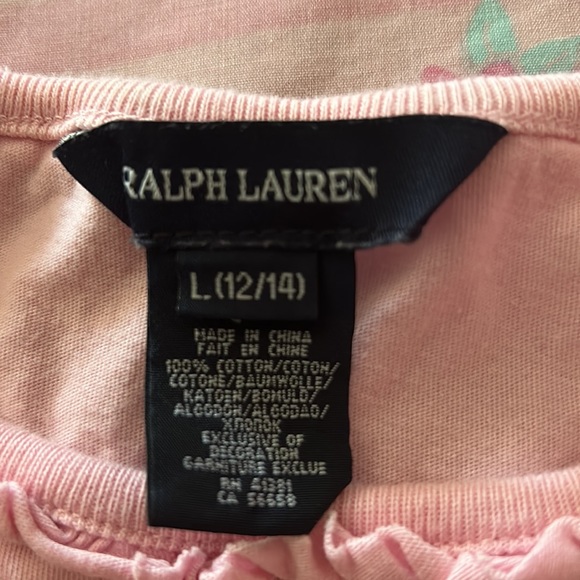 RALPH LAUREN
L (12/14)
MADE IN CHINA
FAIT EN CHINE
100% COTTON/COTON/
COTONE/BAUMWOLLE/
KATOEN/BOMULD/
ALGODON/ALGODAO/
ХЛОПОК
EXCLUSIVE OF
DECORATION
GARNITURE EXCLUE
RN 41381
CA 56658